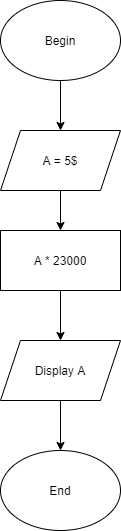 Begin
A = 5$
A * 23000
Display A
End